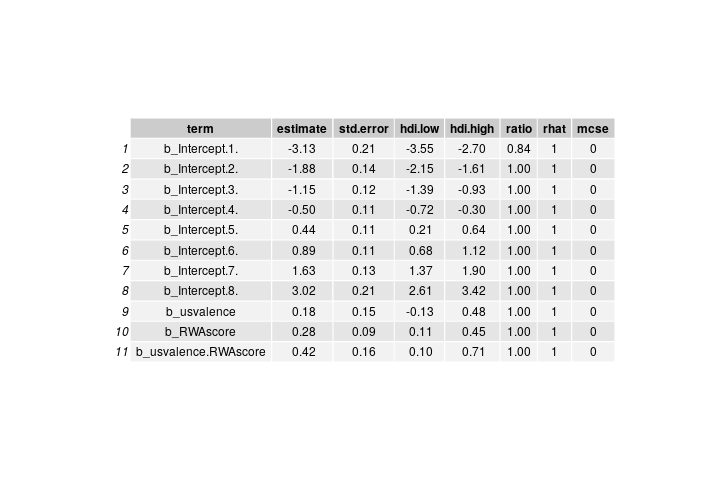 term estimate std.error hdi.low hdi.high ratio rhat mcse
1 b_Intercept.1. -3.13 0.21 -3.55 -2.70 0.84 1 0
2 b_Intercept.2. -1.88 0.14 -2.15 -1.61 1.00 1 0
3 b_Intercept.3. -1.15 0.12 -1.39 -0.93 1.00 1 0
4 b_Intercept.4. -0.50 0.11 -0.72 -0.30 1.00 1 0
5 b_Intercept.5. 0.44 0.11 0.21 0.64 1.00 1 0
6 b_Intercept.6. 0.89 0.11 0.68 1.12 1.00 1 0
7 b_Intercept.7. 1.63 0.13 1.37 1.90 1.00 1 0
8 b_Intercept.8. 3.02 0.21 2.61 3.42 1.00 1 0
9 b_usvalence 0.18 0.15 -0.13 0.48 1.00 1 0
10 b_RWAscore 0.28 0.09 0.11 0.45 1.00 1 0
11 b_usvalence.RWAscore 0.42 0.16 0.10 0.71 1.00 1 0